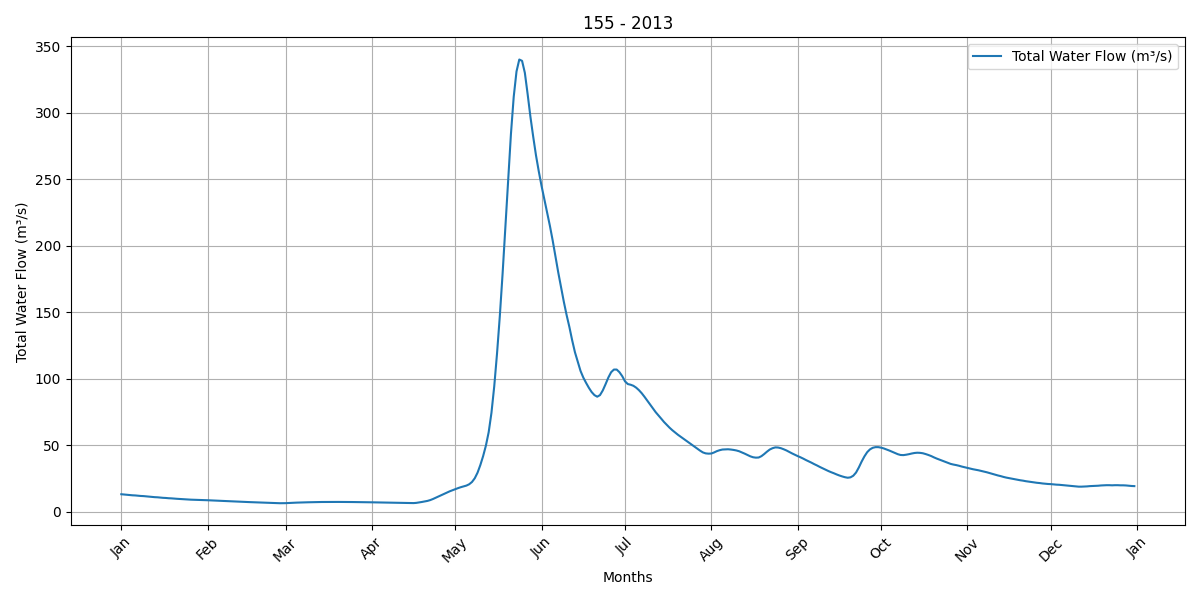 155 - 2013
Total Water Flow (m³/s)
350
300
250
200
150
100
50
0
Total Water Flow (m³/s)
Jan
Feb
Mar
Apr
May
Jun
Jul
Aug
Sep
Oct
Nov
Dec
Jan
Months